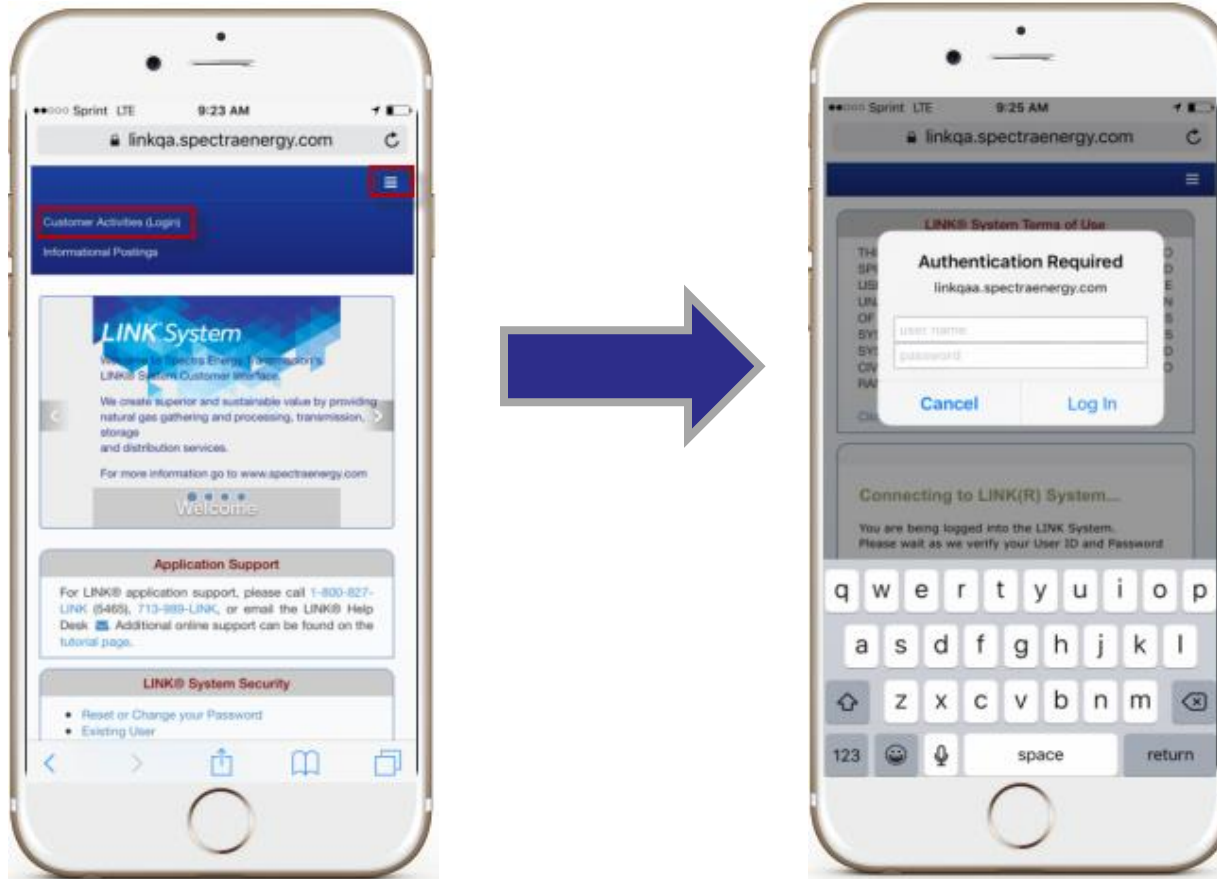 Sprint LTE 9:23 AM
linkqa.spectraenergy.com
Customer Activities (Login)
Informational Postings
LINK System
Welcome to Spectra Energy Transmission's
LINK® System Customer Interface.
We create superior and sustainable value by providing
natural gas gathering and processing, transmission,
storage
and distribution services.
For more information go to www.spectraenergy.com
Welcome
Application Support
For LINK® application support, please call 1-800-827-
LINK (5465), 713-989-LINK, or email the LINK® Help
Desk Additional online support can be found on the
tutorial page.
LINK® System Security
Reset or Change your Password
Existing User
Sprint LTE 9:25 AM
linkqa.spectraenergy.com
LINK® System Terms of Use
Authentication Required
linkqaa.spectraenergy.com
user name
password
Cancel Log In
Connecting to LINK(R) System...
You are being logged into the LINK System.
Please wait as we verify your User ID and Password
q w e r t y u i o p
a s d f g h j k l
z x c v b n m
123 space return